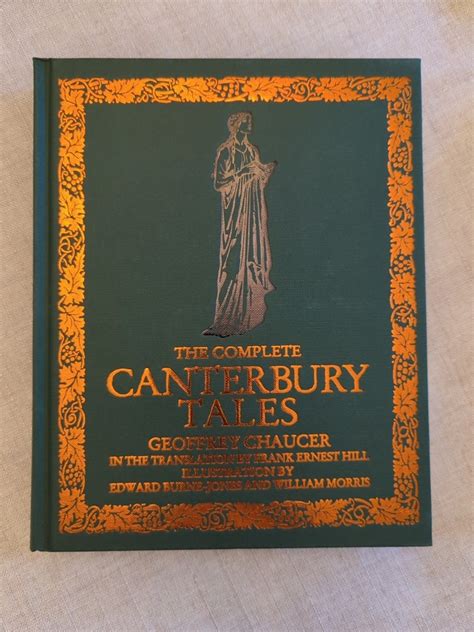 THE COMPLETE
CANTERBURY
TALES
GEOFFREY CHAUCER
IN THE TRANSLATION BY FRANK ERNEST HILL
ILLUSTRATION BY
EDWARD BURNE-JONES AND WILLIAM MORRIS